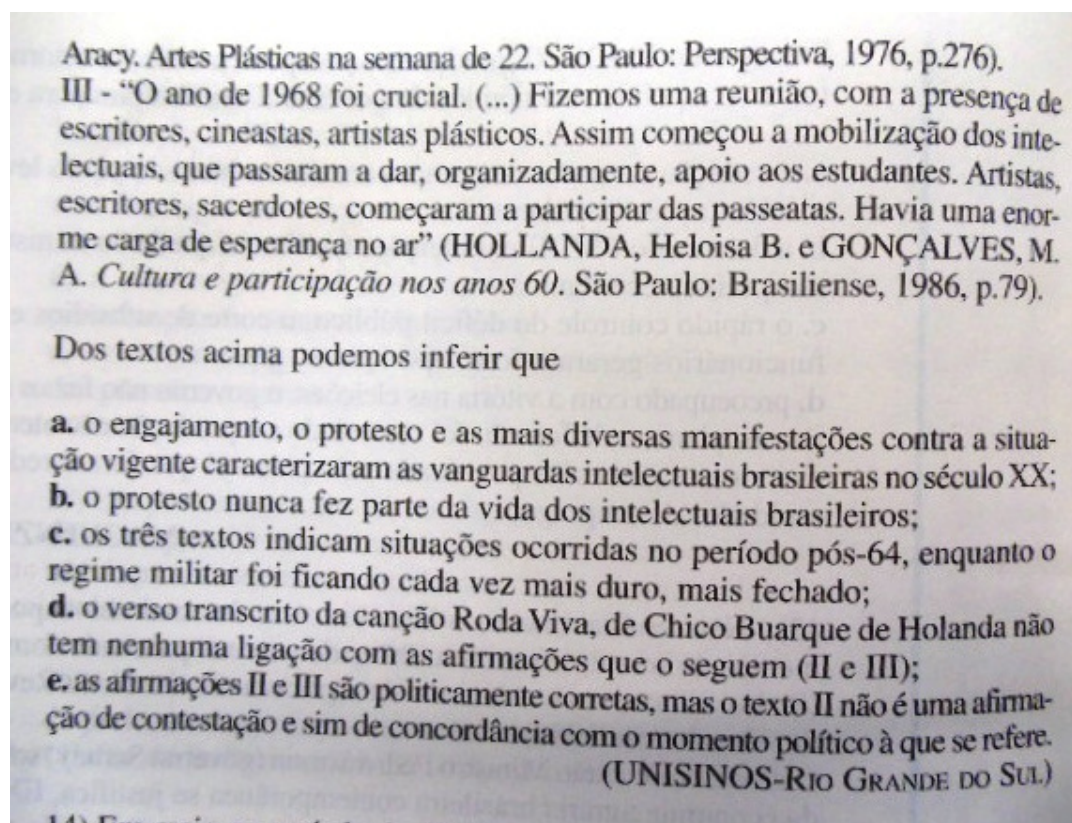 Aracy. Artes Plásticas na semana de 22. São Paulo: Perspectiva, 1976, p.276).
III - “O ano de 1968 foi crucial. (...) Fizemos uma reunião, com a presença de
escritores, cineastas, artistas plásticos. Assim começou a mobilização dos inte-
lectuais, que passaram a dar, organizadamente, apoio aos estudantes. Artistas,
escritores, sacerdotes, começaram a participar das passeatas. Havia uma enor-
me carga de esperança no ar” (HOLLANDA, Heloisa B. e GONÇALVES, M.
A. Cultura e participação nos anos 60. São Paulo: Brasiliense, 1986, p.79).
Dos textos acima podemos inferir que
a. o engajamento, o protesto e as mais diversas manifestações contra a situa-
ção vigente caracterizaram as vanguardas intelectuais brasileiras no século XX;
b. o protesto nunca fez parte da vida dos intelectuais brasileiros;
c. os três textos indicam situações ocorridas no período pós-64, enquanto o
regime militar foi ficando cada vez mais duro, mais fechado;
d. o verso transcrito da canção Roda Viva, de Chico Buarque de Holanda não
tem nenhuma ligação com as afirmações que o seguem (II e III);
e. as afirmações II e III são politicamente corretas, mas o texto II não é uma afirma-
ção de contestação e sim de concordância com o momento político à que se refere.
(UNISINOS-RIO GRANDE DO SUL)